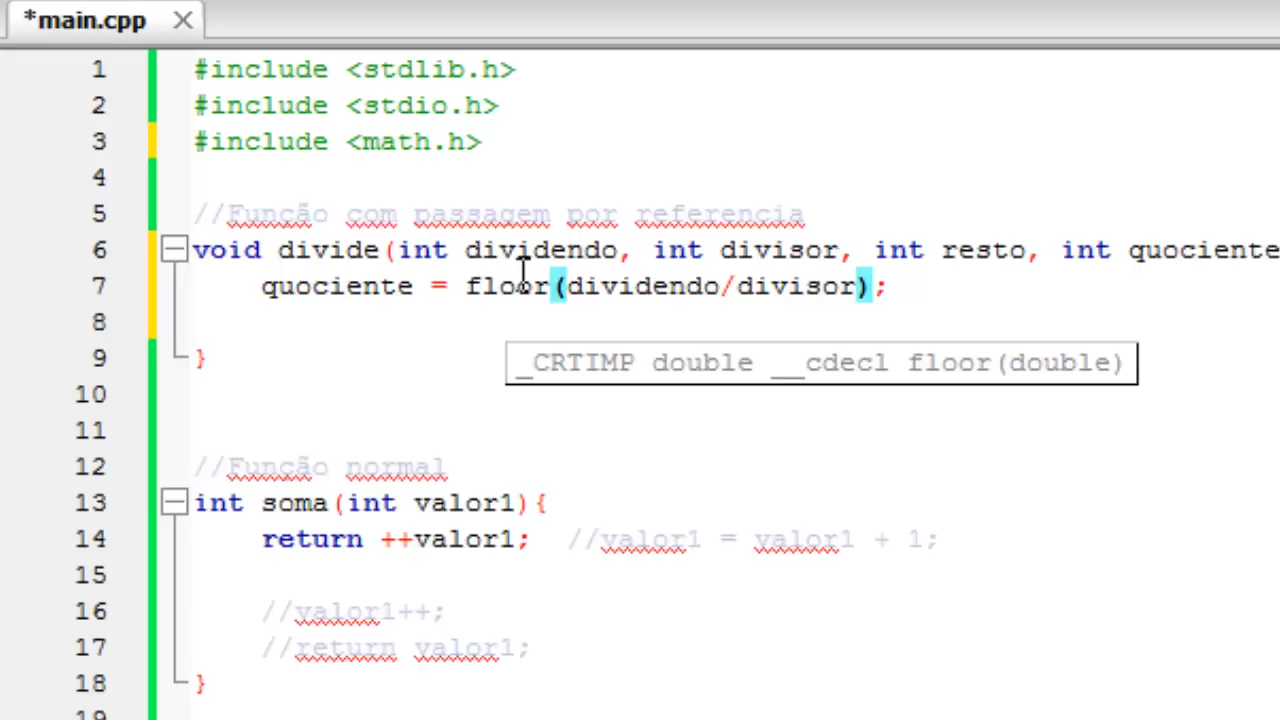 *main.cpp
1 #include <stdlib.h>
2 #include <stdio.h>
3 #include <math.h>
4
5 //Função com passagem por referencia
6 void divide(int dividendo, int divisor, int resto, int quociente
7 quociente = floor(dividendo/divisor);
8
_CRTIMP double __cdecl floor(double)
9 }
10
11
12 //Função normal
13 int soma(int valor1){
14 return ++valor1; //valor1 = valor1 + 1;
15
16 //valor1++;
17 //return valor1;
18 }
19